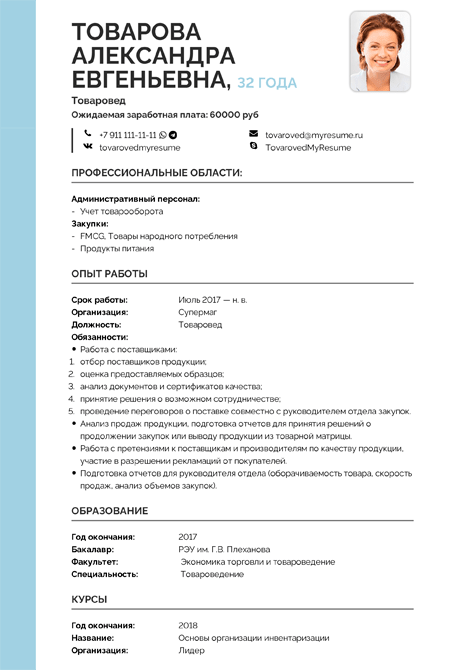 ТОВАРОВА
АЛЕКСАНДРА
ЕВГЕНЬЕВНА, 32 ГОДА
Товаровед
Ожидаемая заработная плата: 60000 руб
+7 911 111-11-11 tovaroved@myresume.ru
tovarovedmyresume TovarovedMyResume
ПРОФЕССИОНАЛЬНЫЕ ОБЛАСТИ:
Административный персонал:
- Учет товарооборота
Закупки:
- FMCG, Товары народного потребления
- Продукты питания
ОПЫТ РАБОТЫ
Срок работы: Июль 2017 — н. в.
Организация: Супермаг
Должность: Товаровед
Обязанности:
• Работа с поставщиками:
1. отбор поставщиков продукции;
2. оценка предоставляемых образцов;
3. анализ документов и сертификатов качества;
4. принятие решения о возможном сотрудничестве;
5. проведение переговоров о поставке совместно с руководителем отдела закупок.
• Анализ продаж продукции, подготовка отчетов для принятия решений о
продолжении закупок или выводу продукции из товарной матрицы.
• Работа с претензиями к поставщикам и производителям по качеству продукции,
участие в разрешении рекламаций от покупателей.
• Подготовка отчетов для руководителя отдела (оборачиваемость товара, скорость
продаж, анализ объемов закупок).
ОБРАЗОВАНИЕ
Год окончания: 2017
Бакалавр: РЭУ им. Г.В. Плеханова
Факультет: Экономика торговли и товароведение
Специальность: Товароведение
КУРСЫ
Год окончания: 2018
Название: Основы организации инвентаризации
Организация: Лидер